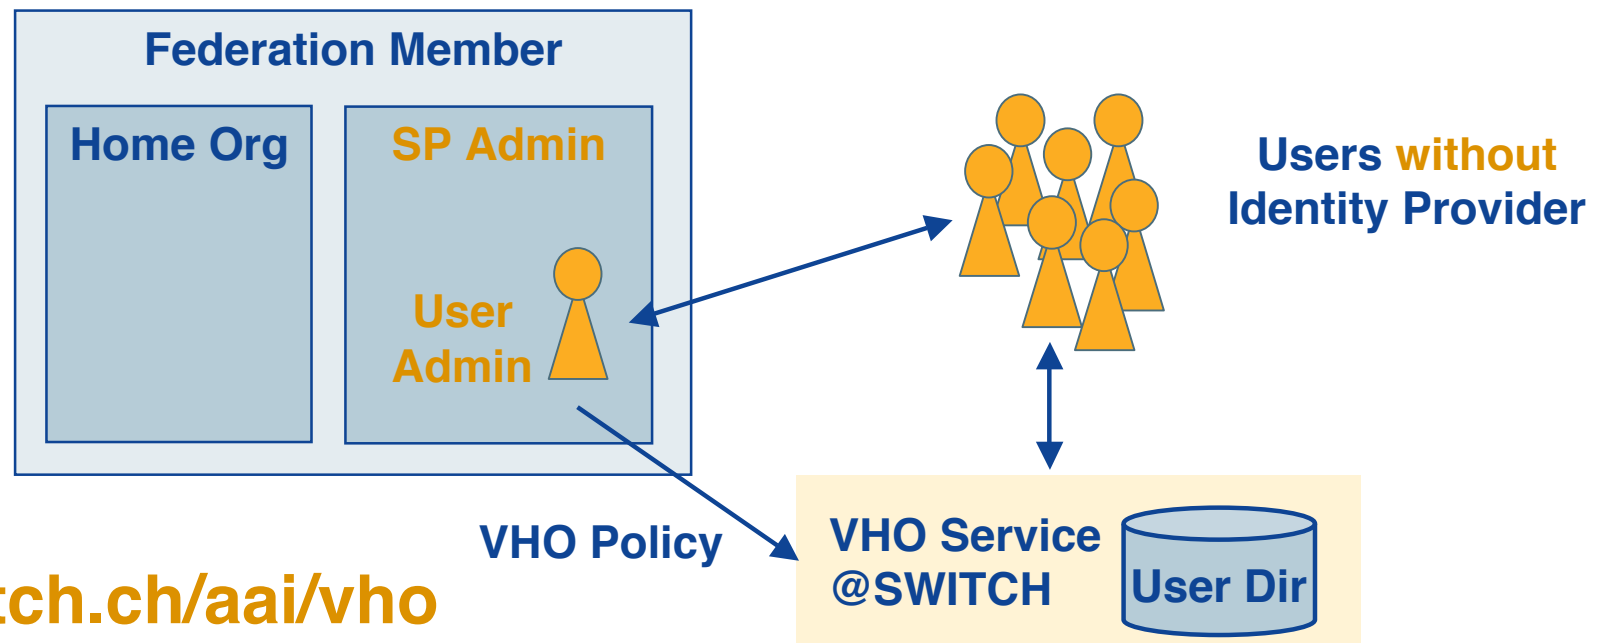 Federation Member
Home Org
SP Admin
User
Admin
Users without
Identity Provider
VHO Policy
VHO Service
@SWITCH
User Dir
tch.ch/aai/vho